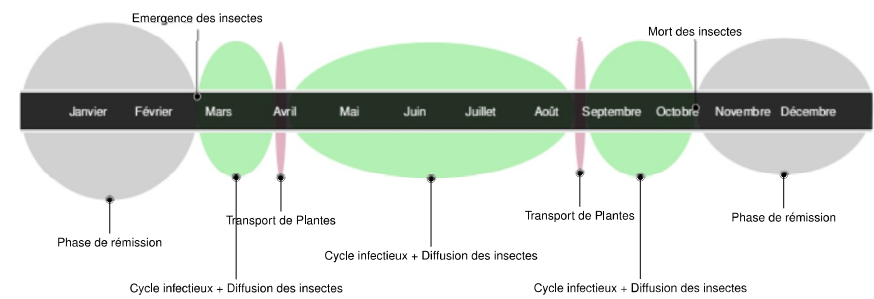 Emergence des insectes
Mort des insectes
Janvier Février Mars Avril Mai Juin Juillet Août Septembre Octobre Novembre Décembre
Transport de Plantes
Transport de Plantes
Phase de rémission
Phase de rémission
Cycle infectieux + Diffusion des insectes
Cycle infectieux + Diffusion des insectes
Cycle infectieux + Diffusion des insectes